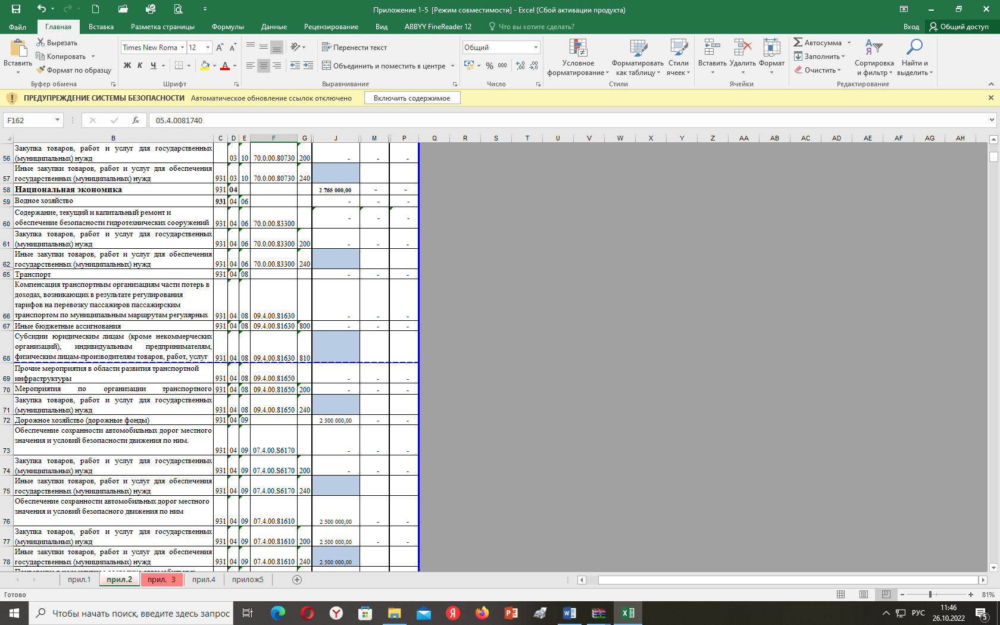 Приложение 1-5 [Режим совместимости] - Excel (Сбой активации продукта)
Файл Главная Вставка Разметка страницы Формулы Данные Рецензирование Вид ABBYY FineReader 12 Что вы хотите сделать? Вход Общий доступ
Вставить
Вырезать
Копировать
Формат по образцу
Буфер обмена
Times New Roma 12
Ж К Ч А
Шрифт
Перенести текст
Объединить и поместить в центре
Выравнивание
Общий
% 000
Число
Условное форматирование
Форматировать как таблицу
Стили ячеек
Стили
Вставить Удалить Формат
Ячейки
Автосумма
Заполнить
Очистить
Сортировка и фильтр
Найти и выделить
Редактирование
ПРЕДУПРЕЖДЕНИЕ СИСТЕМЫ БЕЗОПАСНОСТИ Автоматическое обновление ссылок отключено Включить содержимое
F162 fx 05.4.0081740
B C D E F G J M P Q R S T U V W X Y Z AA AB AC AD AE AF AG AH
Закупка товаров, работ и услуг для государственных
56 (муниципальных) нужд 03 10 70.0.00.80730 200 - - -
Иные закупки товаров, работ и услуг для обеспечения
57 государственных (муниципальных) нужд 931 03 10 70.0.00.80730 240
58 Национальная экономика 931 04 2 765 000,00 - -
59 Водное хозяйство 931 04 06 - - -
Содержание, текущий и капитальный ремонт и
60 обеспечение безопасности гидротехнических сооружений 931 04 06 70.0.00.83300 - - -
Закупка товаров, работ и услуг для государственных
61 (муниципальных) нужд 931 04 06 70.0.00.83300 200 - - -
Иные закупки товаров, работ и услуг для обеспечения
62 государственных (муниципальных) нужд 931 04 06 70.0.00.83300 240
65 Транспорт 931 04 08 - - -
Компенсация транспортным организациям части потерь в
доходах, возникающих в результате регулирования
тарифов на перевозку пассажиров пассажирским
66 транспортом по муниципальным маршрутам регулярных 931 04 08 09.4.00.81630 - - -
67 Иные бюджетные ассигнования 931 04 08 09.4.00.81630 800 - - -
Субсидии юридическим лицам (кроме некоммерческих
организаций), индивидуальным предпринимателям,
68 физическим лицам-производителям товаров, работ, услуг 931 04 08 09.4.00.81630 810
Прочие мероприятия в области развития транспортной
69 инфраструктуры 931 04 08 09.4.00.81650 - - -
70 Мероприятия по организации транспортного 931 04 08 09.4.00.81650 200 - - -
Закупка товаров, работ и услуг для государственных
71 (муниципальных) нужд 931 04 08 09.4.00.81650 240
72 Дорожное хозяйство (дорожные фонды) 931 04 09 2 500 000,00 - -
Обеспечение сохранности автомобильных дорог местного
значения и условий безопасности движения по ним.
73 931 04 09 07.4.00.S6170 - - -
Закупка товаров, работ и услуг для государственных
74 (муниципальных) нужд 931 04 09 07.4.00.S6170 200 - - -
Иные закупки товаров, работ и услуг для обеспечения
75 государственных (муниципальных) нужд 931 04 09 07.4.00.S6170 240
Обеспечение сохранности автомобильных дорог местного
значения и условий безопасного движения по ним
76 931 04 09 07.4.00.81610 2 500 000,00 - -
Закупка товаров, работ и услуг для государственных
77 (муниципальных) нужд 931 04 09 07.4.00.81610 200 2 500 000,00 - -
Иные закупки товаров, работ и услуг для обеспечения
78 государственных (муниципальных) нужд 931 04 09 07.4.00.81610 240 2 500 000,00
прил.1 прил.2 прил. 3 прил.4 прилож5
Готово 81%
Чтобы начать поиск, введите здесь запрос
РУС 11:46
26.10.2022 5